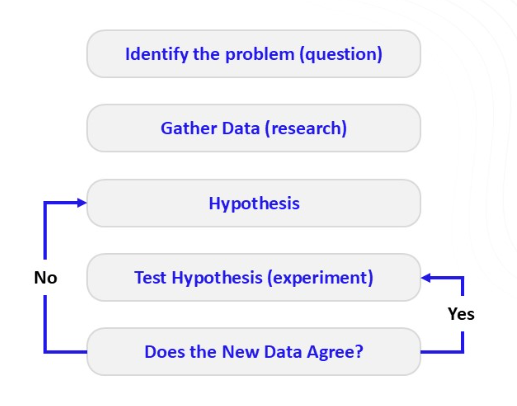 Identify the problem (question)
Gather Data (research)
Hypothesis
No
Test Hypothesis (experiment)
Yes
Does the New Data Agree?